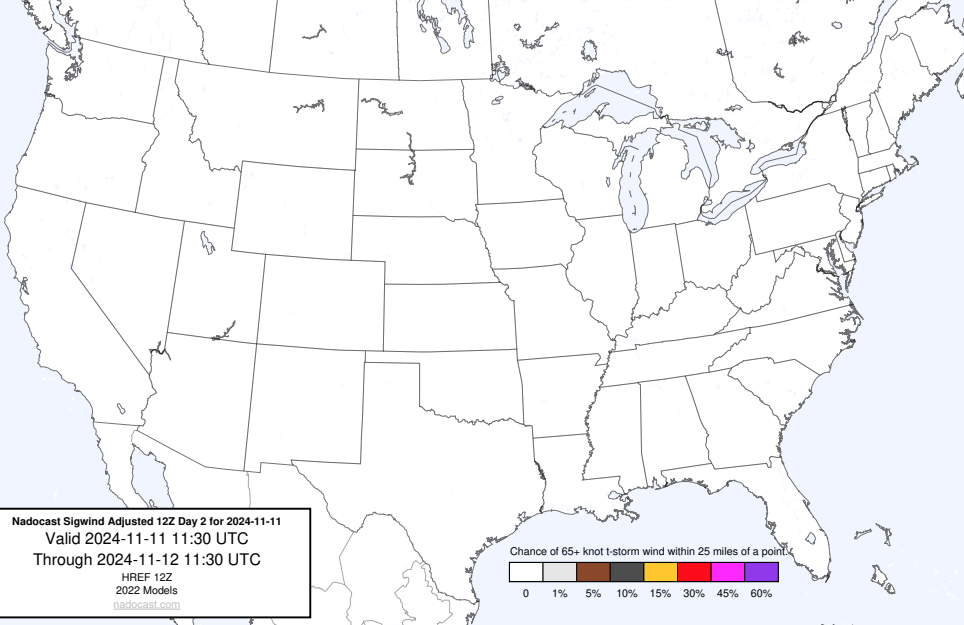 Nadocast Sigwind Adjusted 12Z Day 2 for 2024-11-11
Valid 2024-11-11 11:30 UTC
Through 2024-11-12 11:30 UTC
HREF 12Z
2022 Models
nadocast.com
Chance of 65+ knot t-storm wind within 25 miles of a point.
0 1% 5% 10% 15% 30% 45% 60%